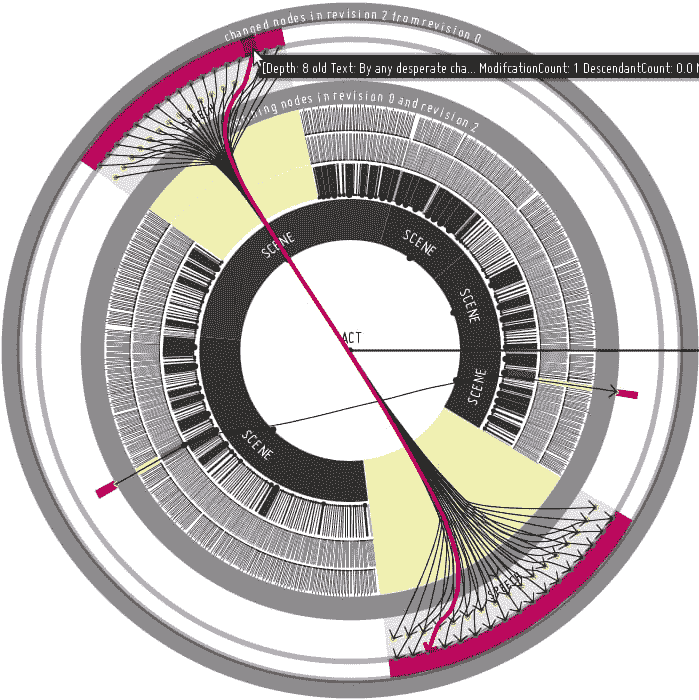 changed nodes in revision 2 from revision 0
[Depth: 8 old Text: By any desperate cha... ModifcationCount: 1 DescendantCount: 0.0 N
nodes in revision 0 and revision 2
SCENE
SCENE
SCENE
ACT
SCENE
SCENE